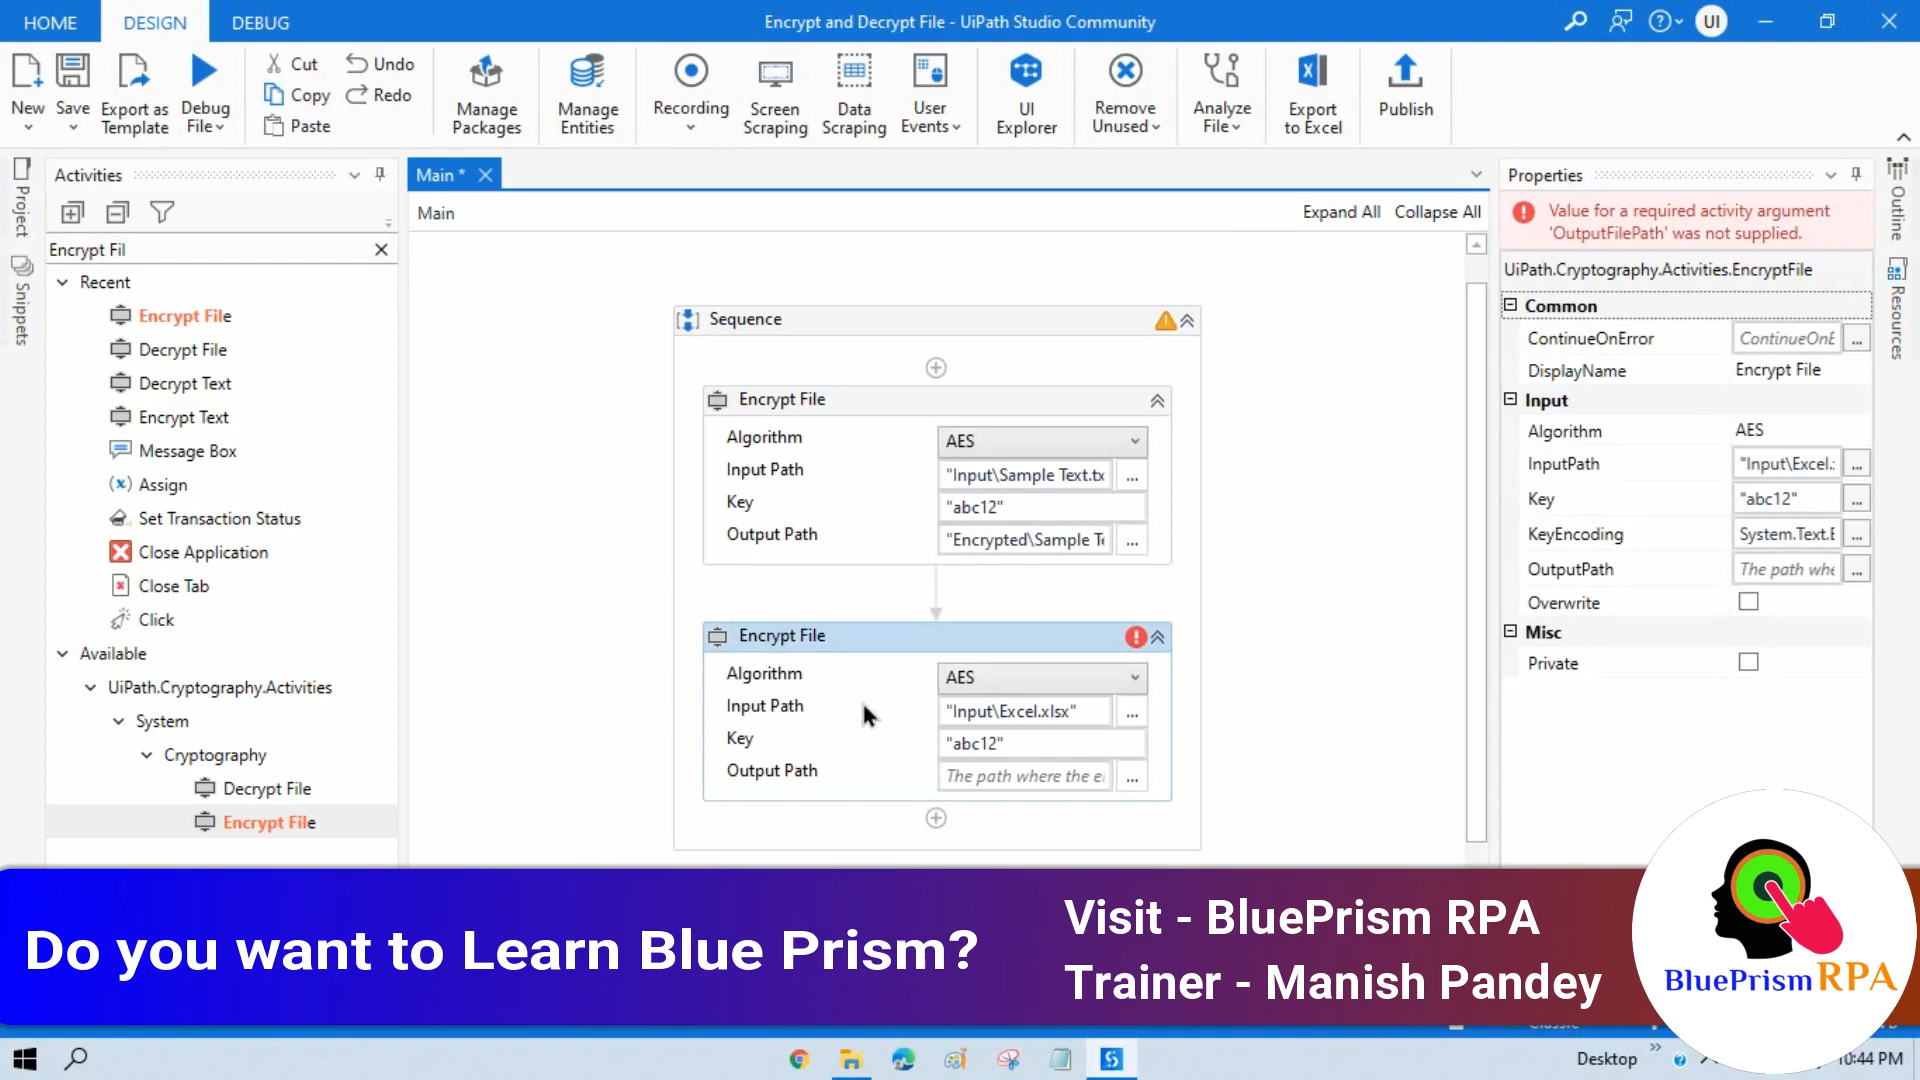 HOME
DESIGN
DEBUG
Encrypt and Decrypt File - UiPath Studio Community
UI
New
Save
Export as
Template
Debug
File
Cut
Copy
Paste
Undo
Redo
Manage
Packages
Manage
Entities
Recording
Screen
Scraping
Data
Scraping
User
Events
UI
Explorer
Remove
Unused
Analyze
File
Export
to Excel
Publish
Project
Snippets
Activities
Encrypt Fil
Recent
Encrypt File
Decrypt File
Decrypt Text
Encrypt Text
Message Box
Assign
Set Transaction Status
Close Application
Close Tab
Click
Available
UiPath.Cryptography.Activities
System
Cryptography
Decrypt File
Encrypt File
Main *
Main
Expand All
Collapse All
Sequence
Encrypt File
Algorithm
AES
Input Path
"Input\Sample Text.tx
...
Key
"abc12"
Output Path
"Encrypted\Sample Te
...
Encrypt File
Algorithm
AES
Input Path
"Input\Excel.xlsx"
...
Key
"abc12"
Output Path
The path where the e
...
Properties
Value for a required activity argument
'OutputFilePath' was not supplied.
UiPath.Cryptography.Activities.EncryptFile
Common
ContinueOnError
ContinueOnE
...
DisplayName
Encrypt File
Input
Algorithm
AES
InputPath
"Input\Excel.
...
Key
"abc12"
...
KeyEncoding
System.Text.E
...
OutputPath
The path whe
...
Overwrite
Misc
Private
Outline
Resources
Do you want to Learn Blue Prism?
Visit - BluePrism RPA
Trainer - Manish Pandey
BluePrism RPA
Desktop
10:44 PM